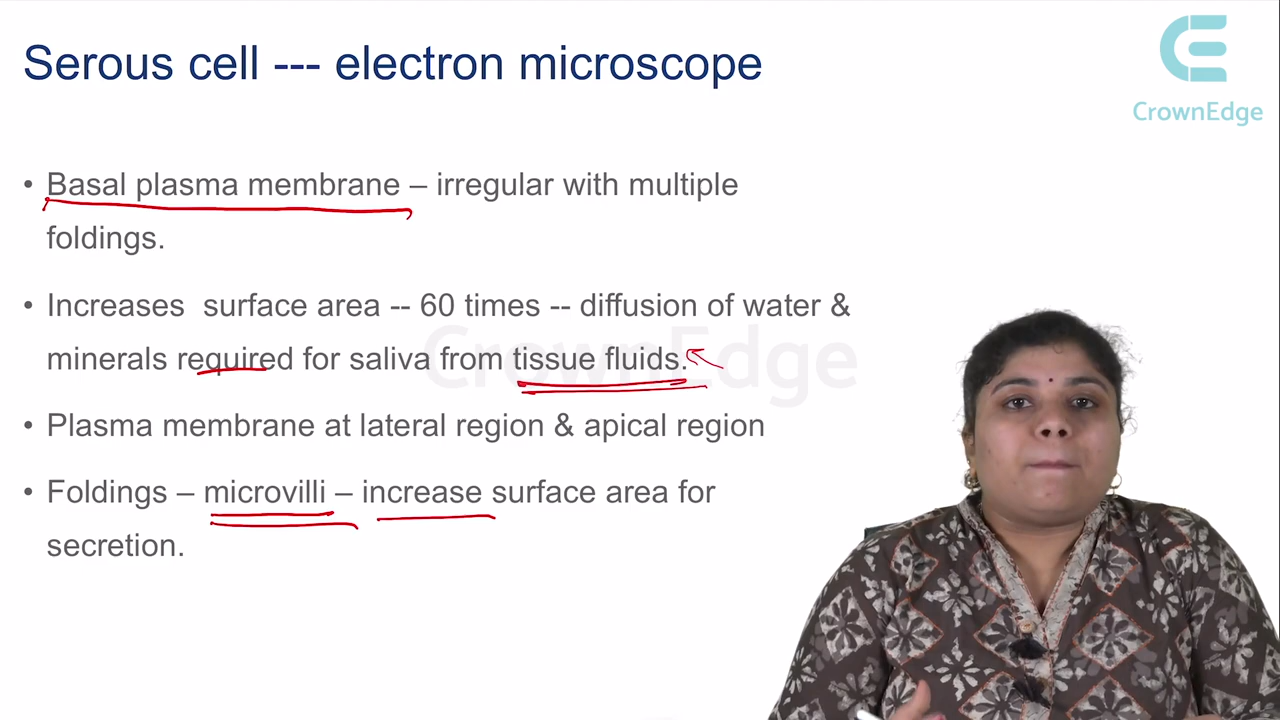 Serous cell --- electron microscope
CrownEdge
• Basal plasma membrane – irregular with multiple
foldings.
• Increases surface area -- 60 times -- diffusion of water &
minerals required for saliva from tissue fluids.
CrownEdge
• Plasma membrane at lateral region & apical region
• Foldings – microvilli – increase surface area for
secretion.